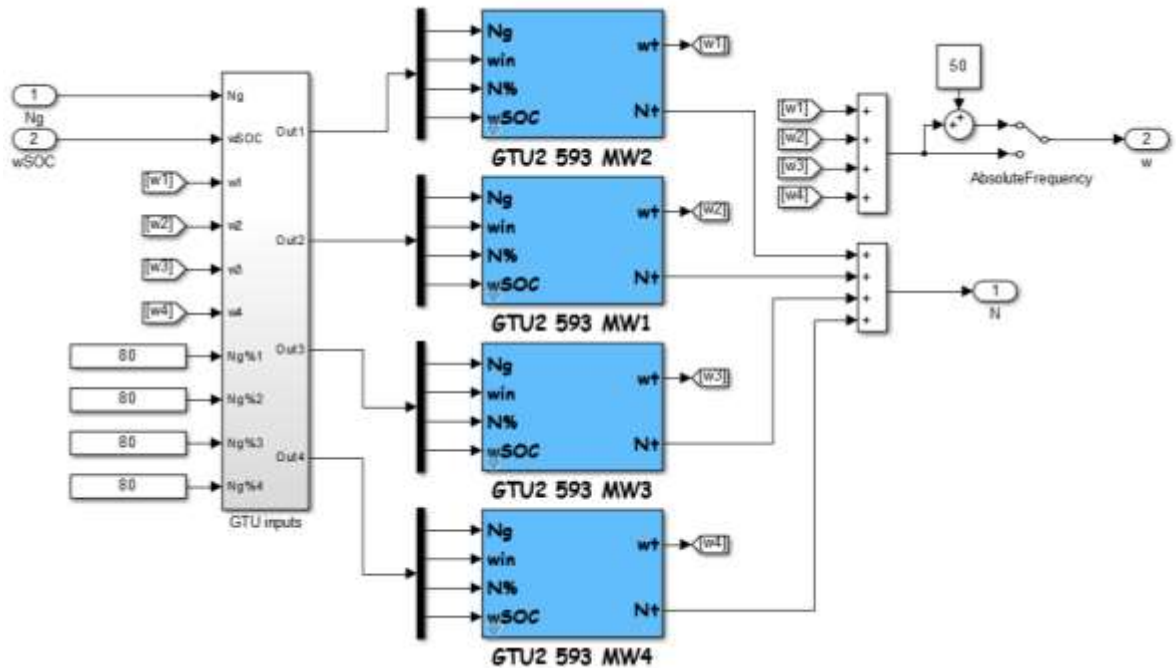 1
Ng
2
wSOC
[w1]
[w2]
[w3]
[w4]
80
80
80
80
Ng
wSOC
w1
w2
w3
w4
Ng%1
Ng%2
Ng%3
Ng%4
Out1
Out2
Out3
Out4
GTU inputs
Ng
win
N%
wSOC
wt
Nt
GTU2 593 MW2
[w1]
Ng
win
N%
wSOC
wt
Nt
GTU2 593 MW1
[w2]
Ng
win
N%
wSOC
wt
Nt
GTU2 593 MW3
[w3]
Ng
win
N%
wSOC
wt
Nt
GTU2 593 MW4
[w4]
[w1]
[w2]
[w3]
[w4]
+
+
+
+
50
+
+
AbsoluteFrequency
2
w
+
+
+
+
1
N